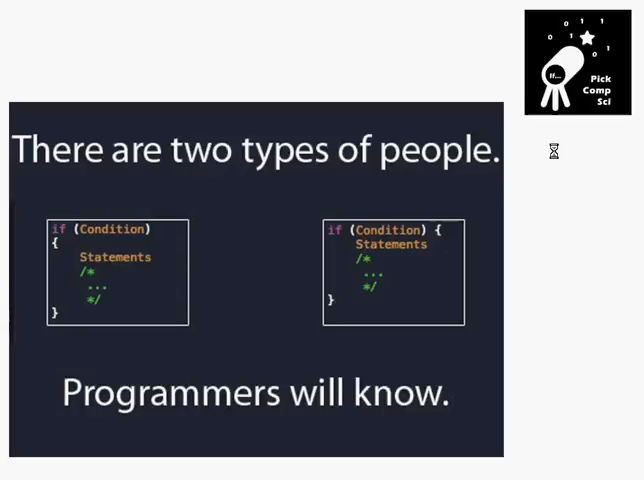 There are two types of people.
if (Condition)
{
Statements
/*
...
*/
}
if (Condition) {
Statements
/*
...
*/
}
Programmers will know.
0 1 1
0 1
0 1
If...
Pick
Comp
Sci